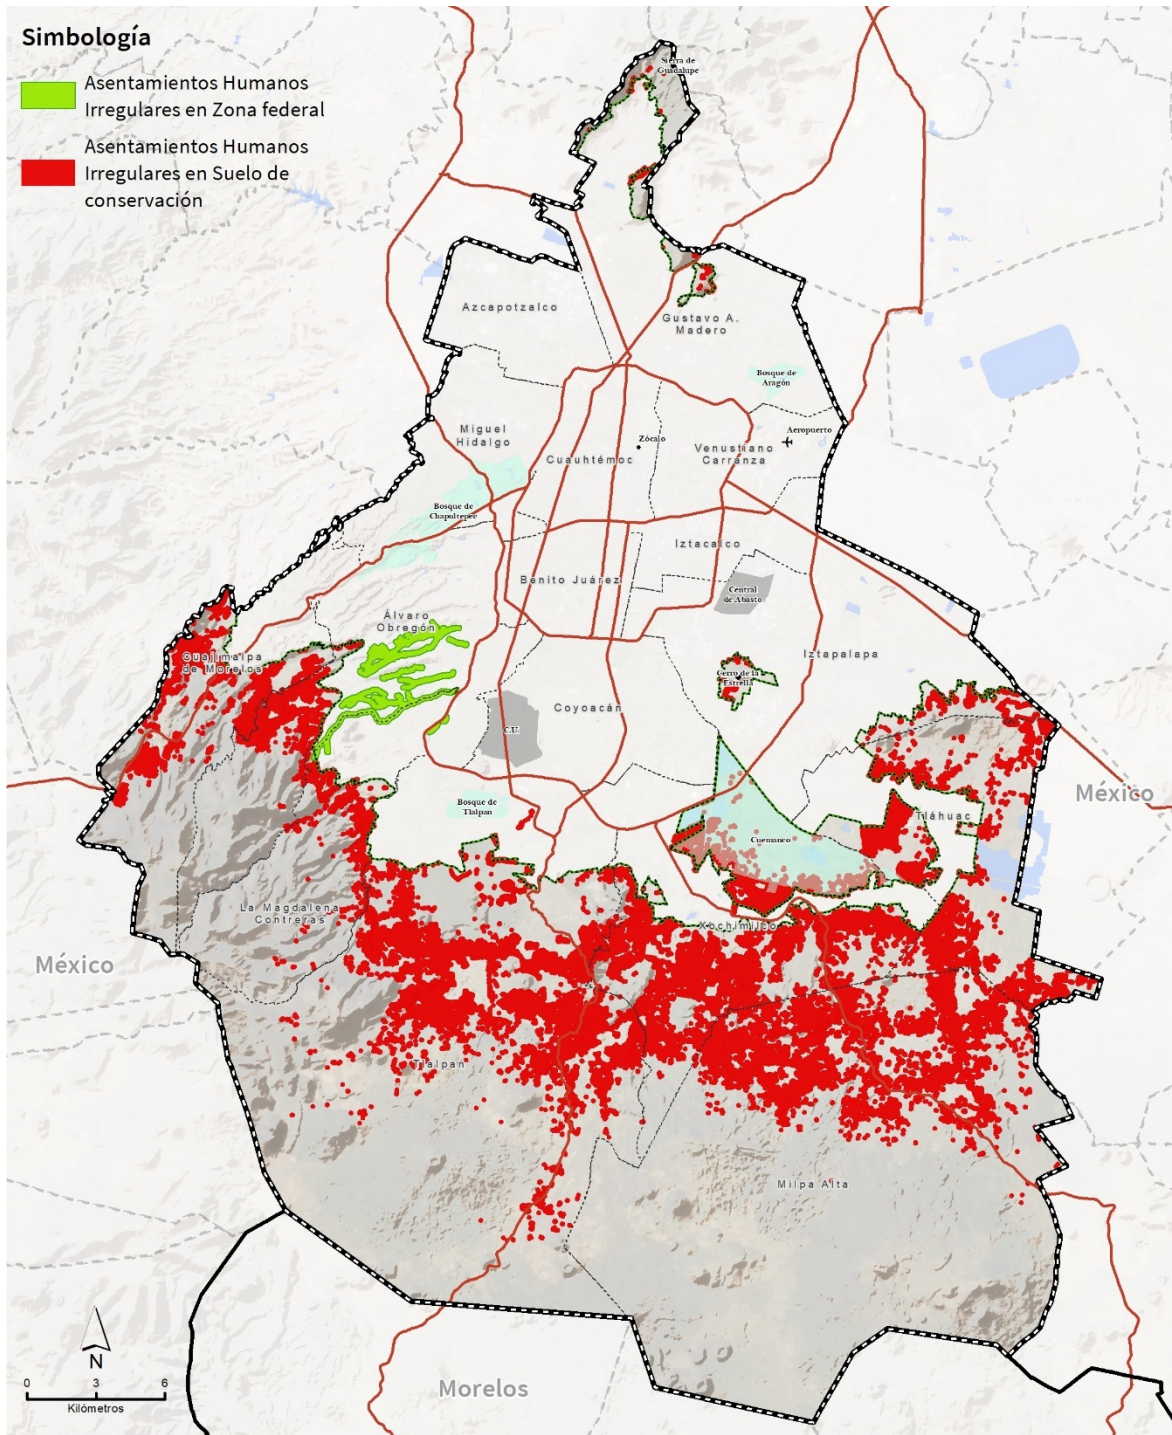 Simbología
Asentamientos Humanos
Irregulares en Zona federal
Asentamientos Humanos
Irregulares en Suelo de
conservación
Sierra de
Guadalupe
Azcapotzalco
Gustavo A.
Madero
Bosque de
Aragón
Miguel
Hidalgo
Zócalo
Aeropuerto
Cuauhtémoc
Venustiano
Carranza
Bosque de
Chapultepec
Iztacalco
Benito Juárez
Central
de Abasto
Álvaro
Obregón
Cuajimalpa
de Morelos
Iztapalapa
Cerro de la
Estrella
Coyoacán
C.U.
México
Bosque de
Tlalpan
Tláhuac
Cuemanco
La Magdalena
Contreras
Xochimilco
México
Tlalpan
Milpa Alta
N
0 3 6
Kilómetros
Morelos